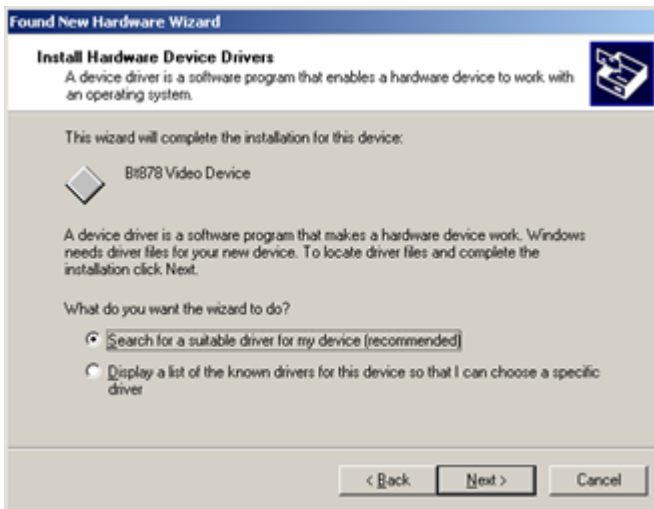 Found New Hardware Wizard
Install Hardware Device Drivers
A device driver is a software program that enables a hardware device to work with
an operating system.
This wizard will complete the installation for this device:
Bt878 Video Device
A device driver is a software program that makes a hardware device work. Windows
needs driver files for your new device. To locate driver files and complete the
installation click Next.
What do you want the wizard to do?
Search for a suitable driver for my device (recommended)
Display a list of the known drivers for this device so that I can choose a specific
driver
< Back Next > Cancel